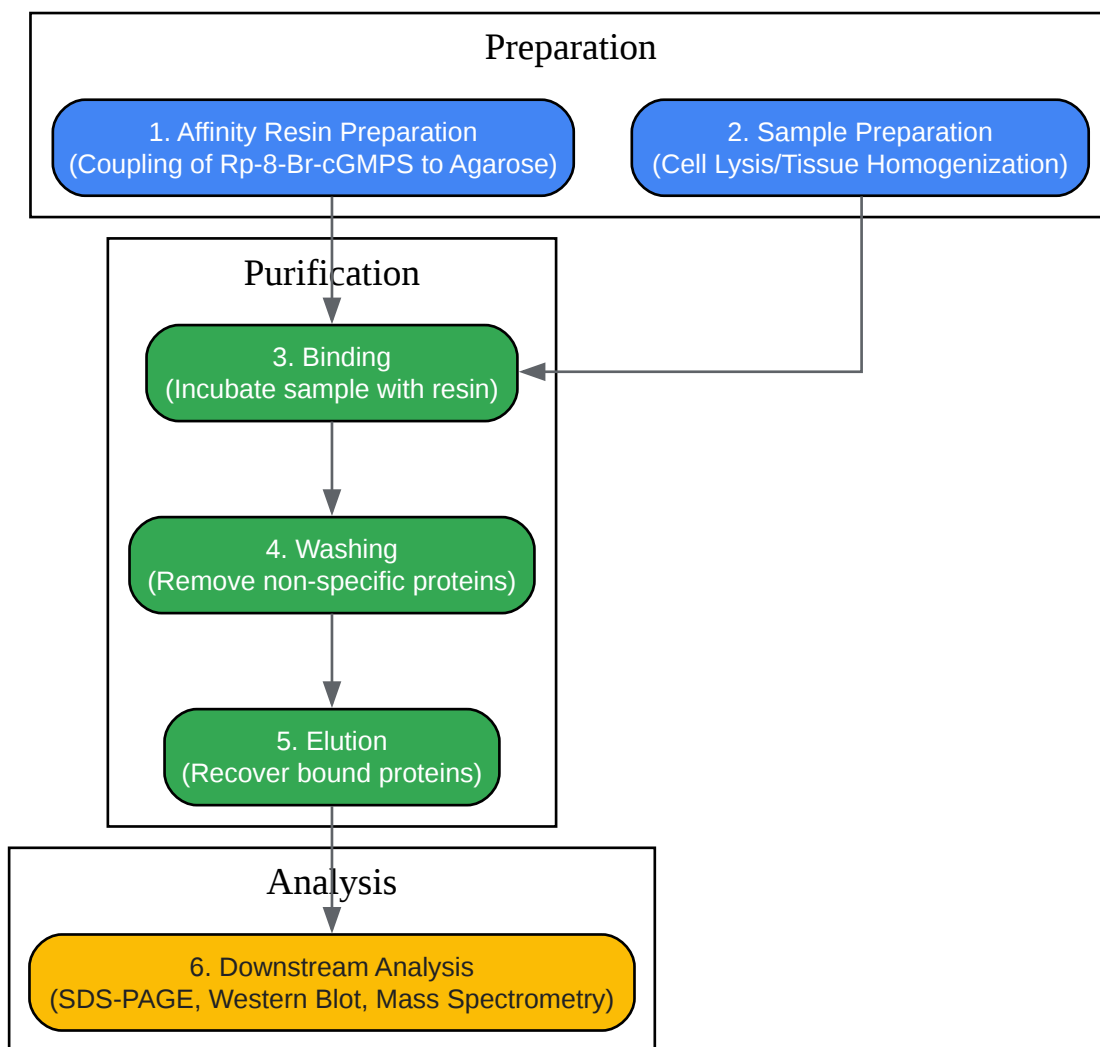 Preparation
1. Affinity Resin Preparation
(Coupling of Rp-8-Br-cGMPS to Agarose)
2. Sample Preparation
(Cell Lysis/Tissue Homogenization)
Purification
3. Binding
(Incubate sample with resin)
4. Washing
(Remove non-specific proteins)
5. Elution
(Recover bound proteins)
Analysis
6. Downstream Analysis
(SDS-PAGE, Western Blot, Mass Spectrometry)